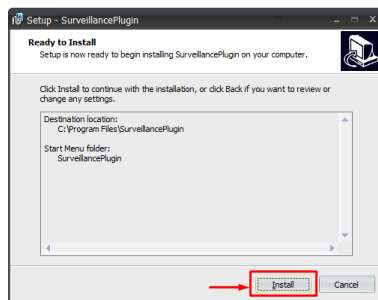 Setup - SurveillancePlugin
Ready to Install
Setup is now ready to begin installing SurveillancePlugin on your computer.
Click Install to continue with the installation, or click Back if you want to review or
change any settings.
Destination location:
C:\Program Files\SurveillancePlugin
Start Menu folder:
SurveillancePlugin
Install
Cancel